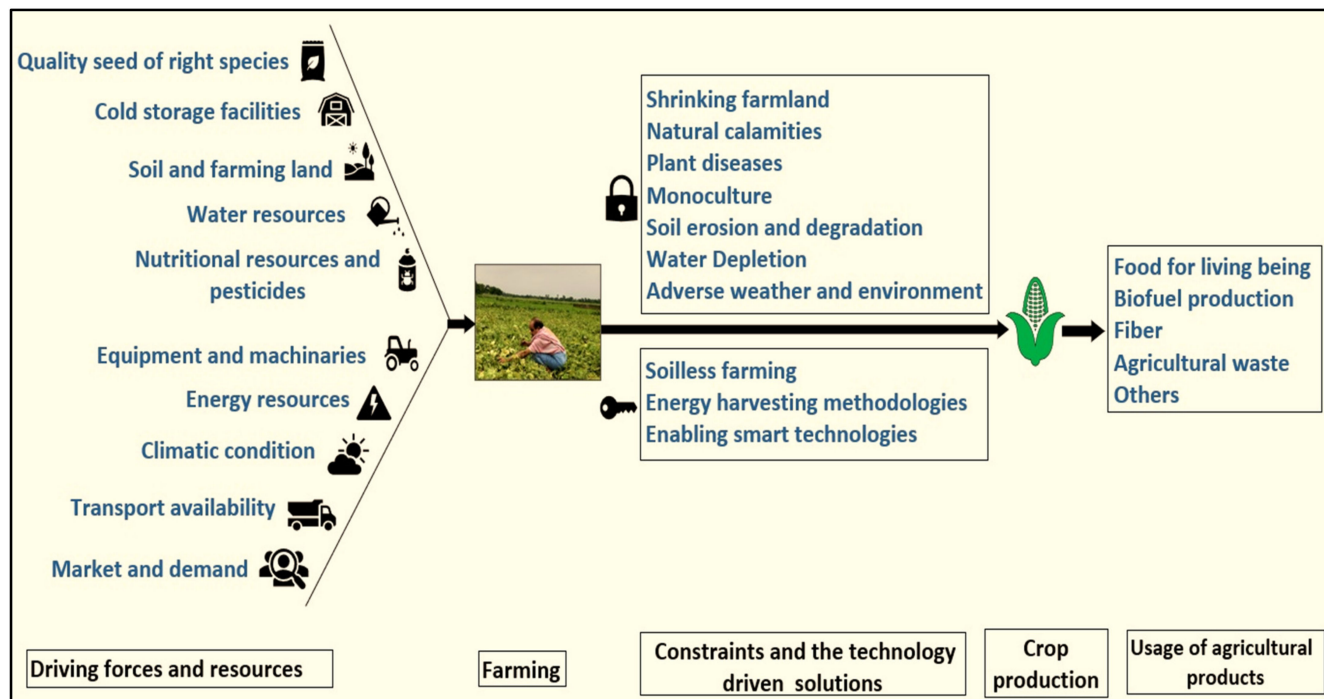 Quality seed of right species
Cold storage facilities
Soil and farming land
Water resources
Nutritional resources and
pesticides
Equipment and machinaries
Energy resources
Climatic condition
Transport availability
Market and demand
Shrinking farmland
Natural calamities
Plant diseases
Monoculture
Soil erosion and degradation
Water Depletion
Adverse weather and environment
Soilless farming
Energy harvesting methodologies
Enabling smart technologies
Food for living being
Biofuel production
Fiber
Agricultural waste
Others
Driving forces and resources
Farming
Constraints and the technology
driven solutions
Crop
production
Usage of agricultural
products